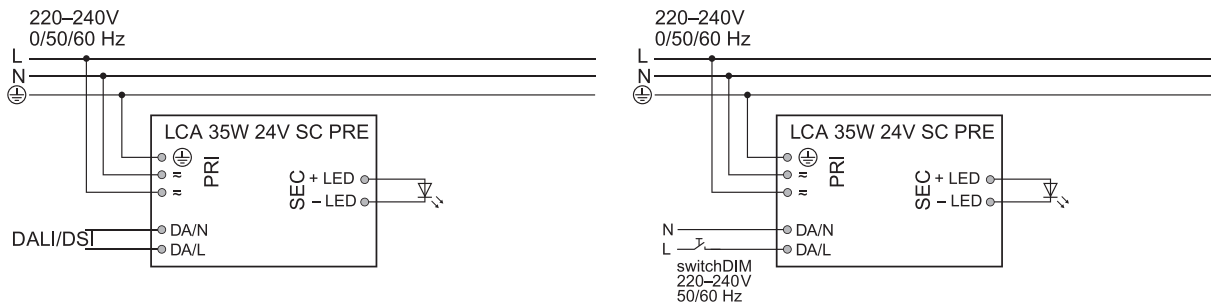 220–240V
0/50/60 Hz
L
N
LCA 35W 24V SC PRE
PRI
≂
≂
SEC
+ LED
– LED
DALI/DSI
DA/N
DA/L
220–240V
0/50/60 Hz
L
N
LCA 35W 24V SC PRE
PRI
≂
≂
SEC
+ LED
– LED
N
L
DA/N
DA/L
switchDIM
220–240V
50/60 Hz